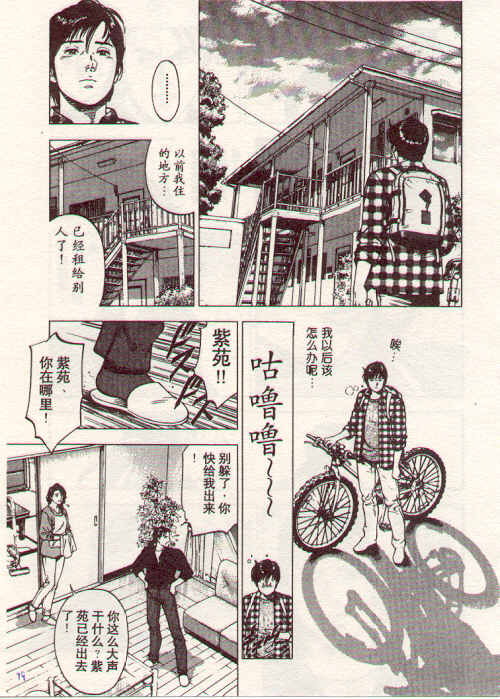 ………
以前我住
的地方…
已经租给别
人了！
唉…
我以后该
怎么办呢…
咕噜噜～～～
紫苑!!
紫苑、
你在哪里！
别躲了，你
快给我出来
！
你这么大声
干什么？紫
苑已经出去
了！